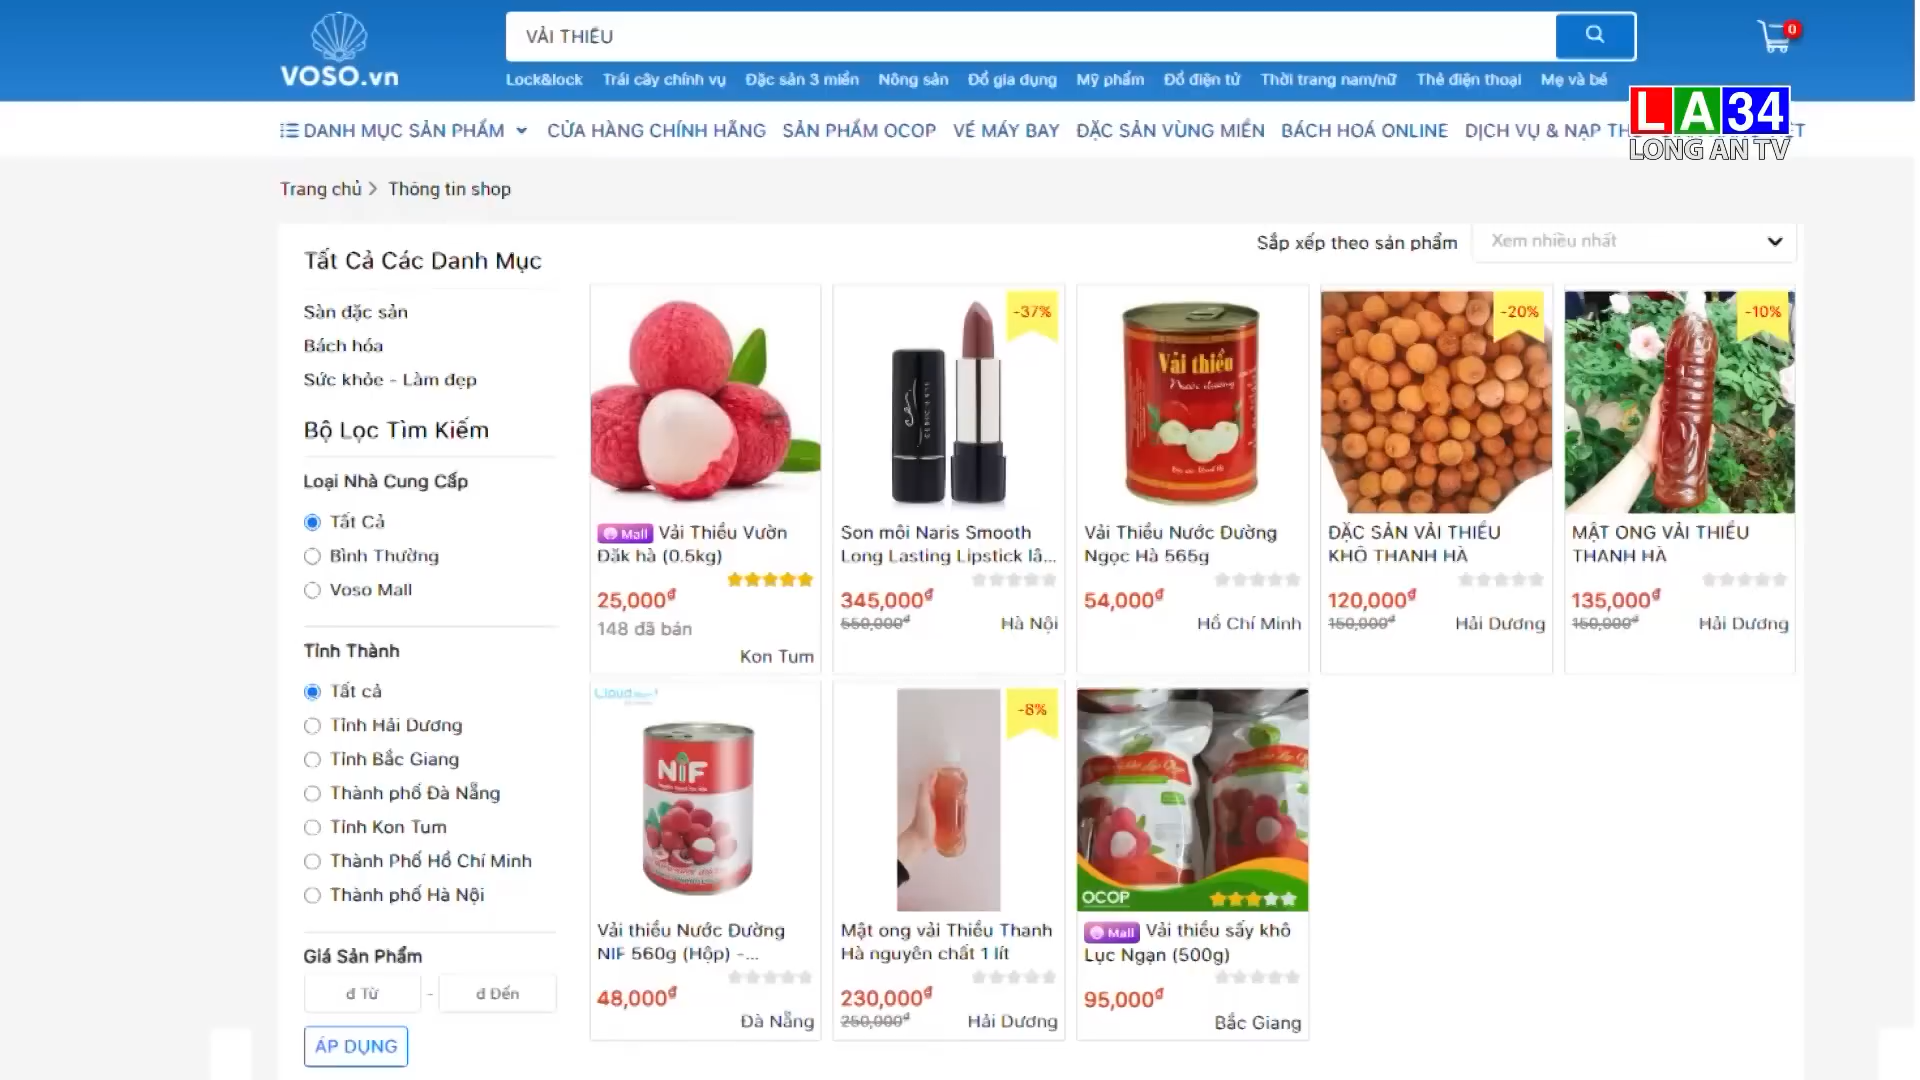 VOSO.vn
VẢI THIỀU
0
Lock&lock Trái cây chính vụ Đặc sản 3 miền Nông sản Đồ gia dụng Mỹ phẩm Đồ điện tử Thời trang nam/nữ Thẻ điện thoại Mẹ và bé
LA34
LONG AN TV
DANH MỤC SẢN PHẨM CỬA HÀNG CHÍNH HÃNG SẢN PHẨM OCOP VÉ MÁY BAY ĐẶC SẢN VÙNG MIỀN BÁCH HOÁ ONLINE DỊCH VỤ & NẠP
Trang chủ > Thông tin shop
Tất Cả Các Danh Mục
Sàn đặc sản
Bách hóa
Sức khỏe - Làm đẹp
Bộ Lọc Tìm Kiếm
Loại Nhà Cung Cấp
Tất Cả
Bình Thường
Voso Mall
Tỉnh Thành
Tất cả
Tỉnh Hải Dương
Tỉnh Bắc Giang
Thành phố Đà Nẵng
Tỉnh Kon Tum
Thành Phố Hồ Chí Minh
Thành phố Hà Nội
Giá Sản Phẩm
đ Từ - đ Đến
ÁP DỤNG
Sắp xếp theo sản phẩm Xem nhiều nhất
Mall Vải Thiều Vườn
Đăk hà (0.5kg)
25,000đ
148 đã bán
Kon Tum
-37%
Son môi Naris Smooth
Long Lasting Lipstick lâ...
345,000đ
550,000đ Hà Nội
Vải thiều
Nước đường
Vải Thiều Nước Đường
Ngọc Hà 565g
54,000đ
Hồ Chí Minh
-20%
ĐẶC SẢN VẢI THIỀU
KHÔ THANH HÀ
120,000đ
150,000đ Hải Dương
-10%
MẬT ONG VẢI THIỀU
THANH HÀ
135,000đ
150,000đ Hải Dương
NIF
Vải thiều Nước Đường
NIF 560g (Hộp) -...
48,000đ
Đà Nẵng
-8%
Mật ong vải Thiều Thanh
Hà nguyên chất 1 lít
230,000đ
250,000đ Hải Dương
OCOP
Mall Vải thiều sấy khô
Lục Ngạn (500g)
95,000đ
Bắc Giang